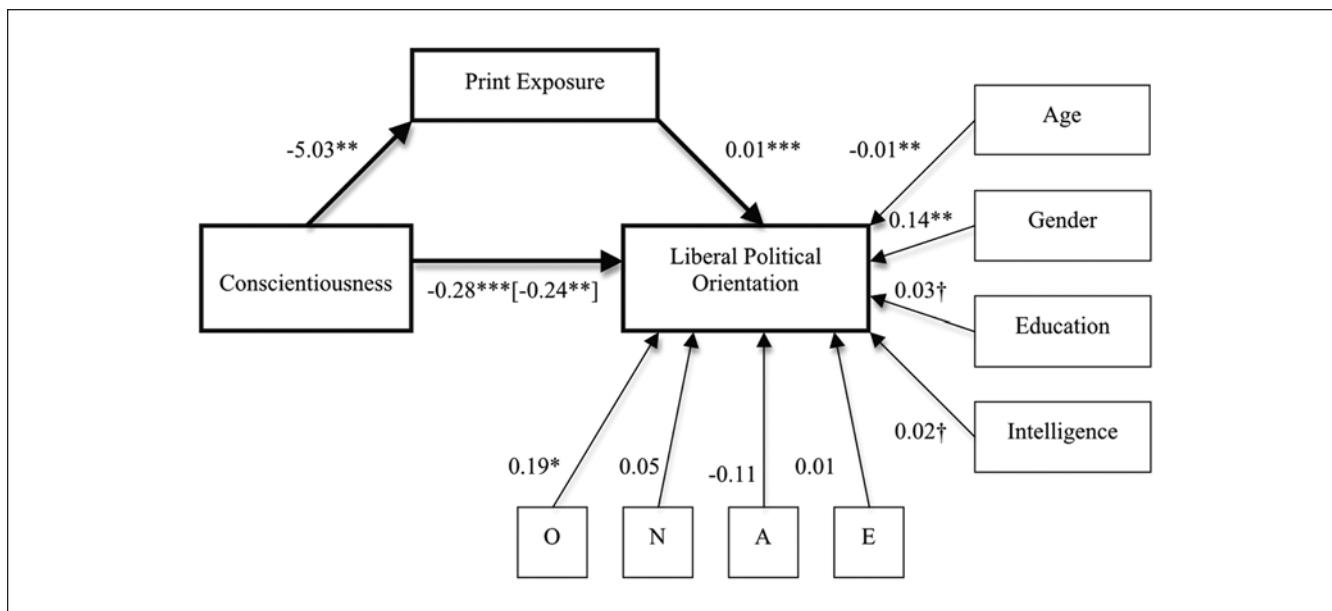 Print Exposure
Age
-5.03**
0.01***
-0.01**
0.14**
Gender
Conscientiousness
Liberal Political
Orientation
-0.28***[-0.24**]
0.03†
Education
0.02†
Intelligence
0.19*
0.05
-0.11
0.01
O
N
A
E